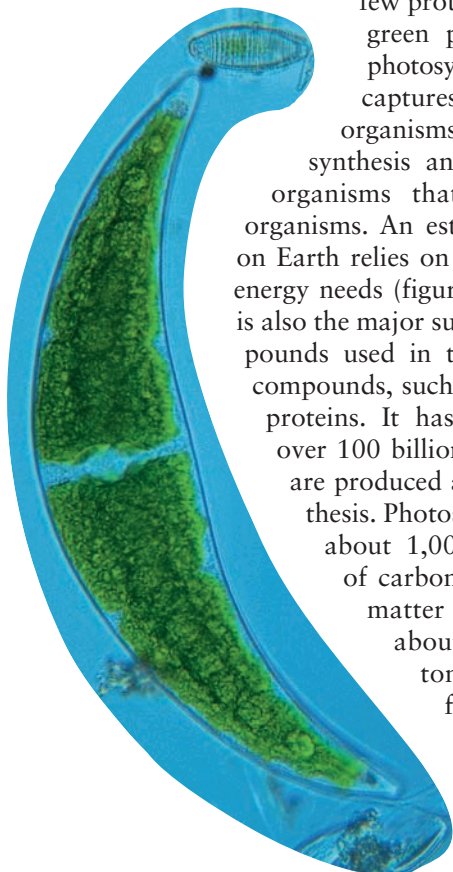 few
green p
photosy
captures
organisms
synthesis an
organisms that
organisms. An est
on Earth relies on
energy needs (figur
is also the major su
pounds used in t
compounds, such
proteins. It has
over 100 billion
are produced a
thesis. Photos
about 1,00
of carbon
matter
about
ton
f